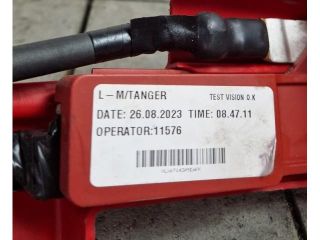 L-M/TANGER TEST VISION O.K
DATE: 26.08.2023 TIME: 08.47.11
OPERATOR:11576